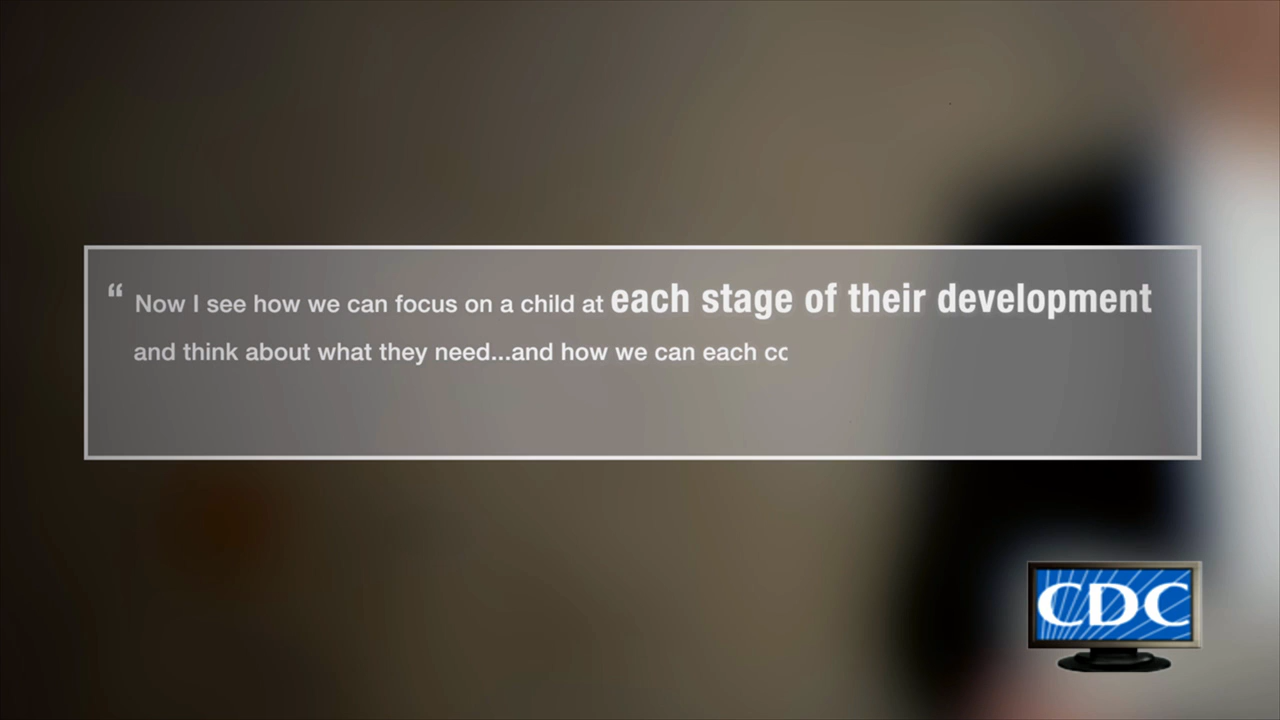 “ Now I see how we can focus on a child at each stage of their development
and think about what they need...and how we can each
CDC